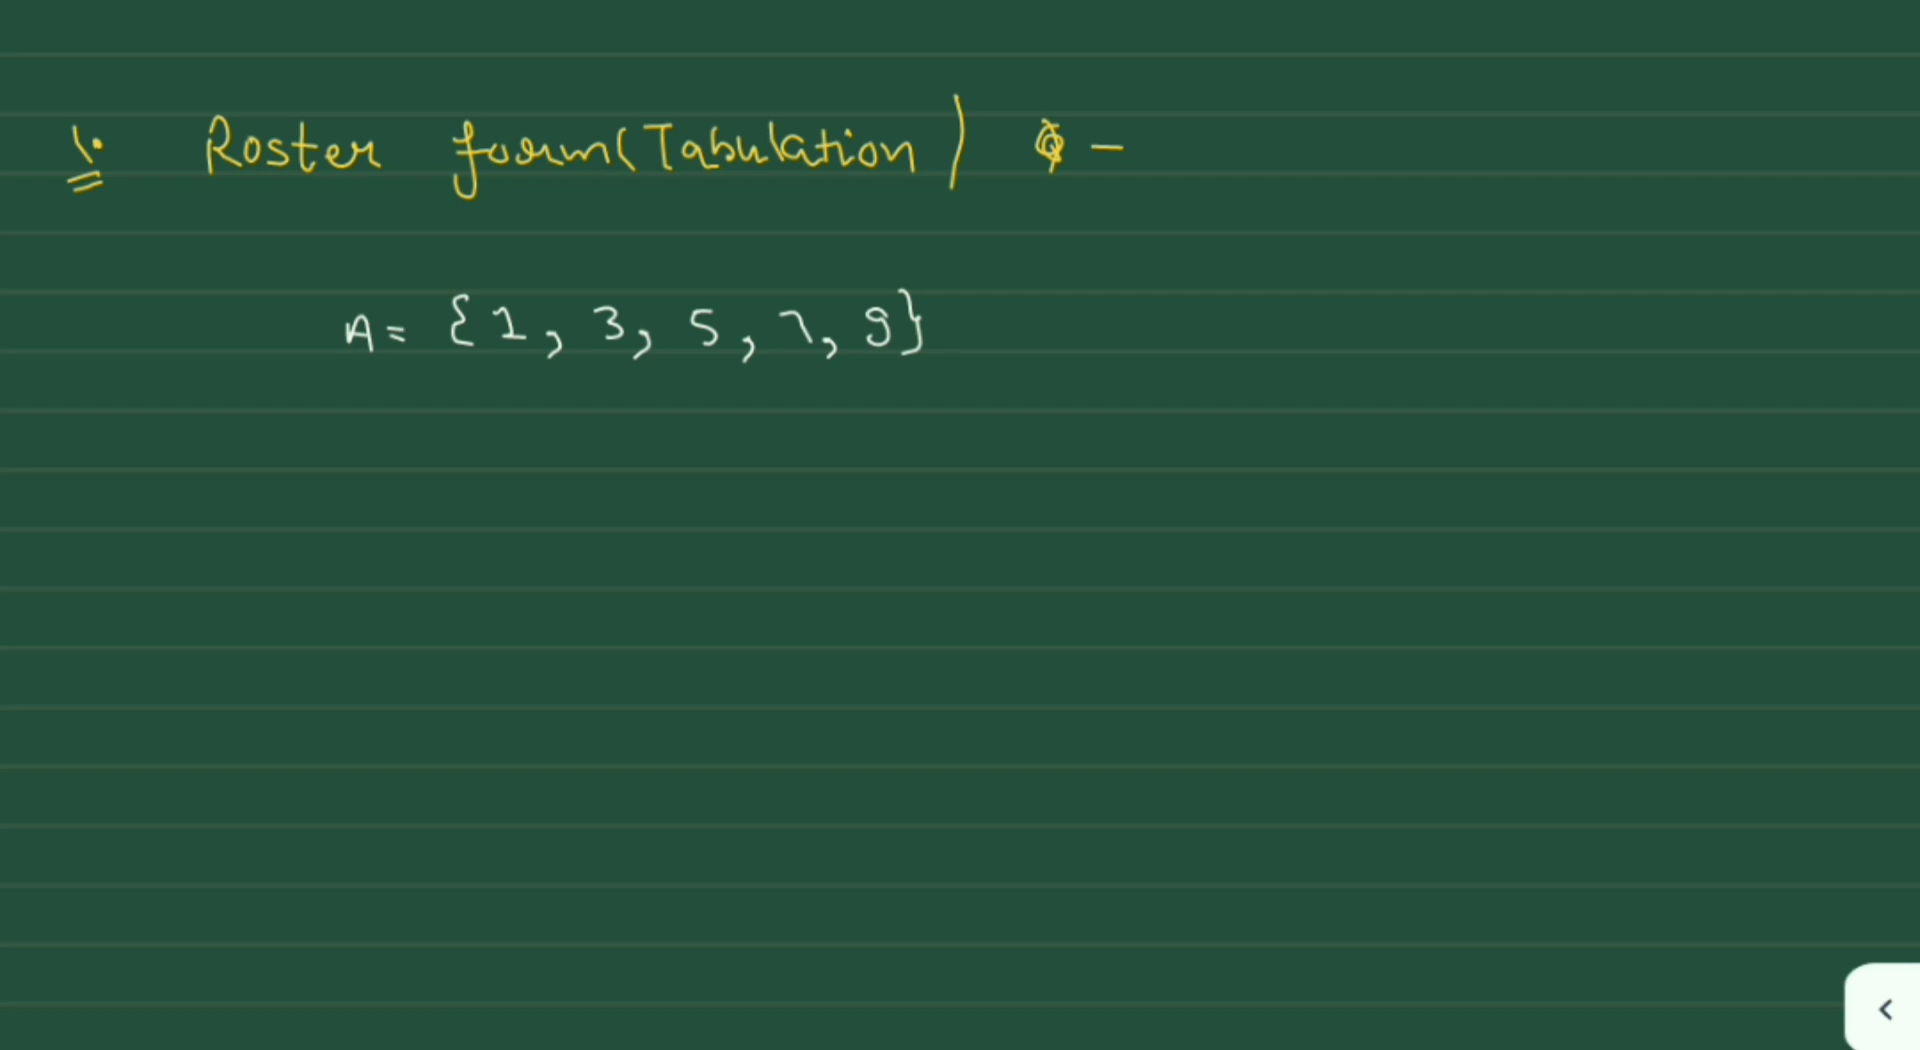 1. Roster form (Tabulation) -
A = {1, 3, 5, 7, 9}